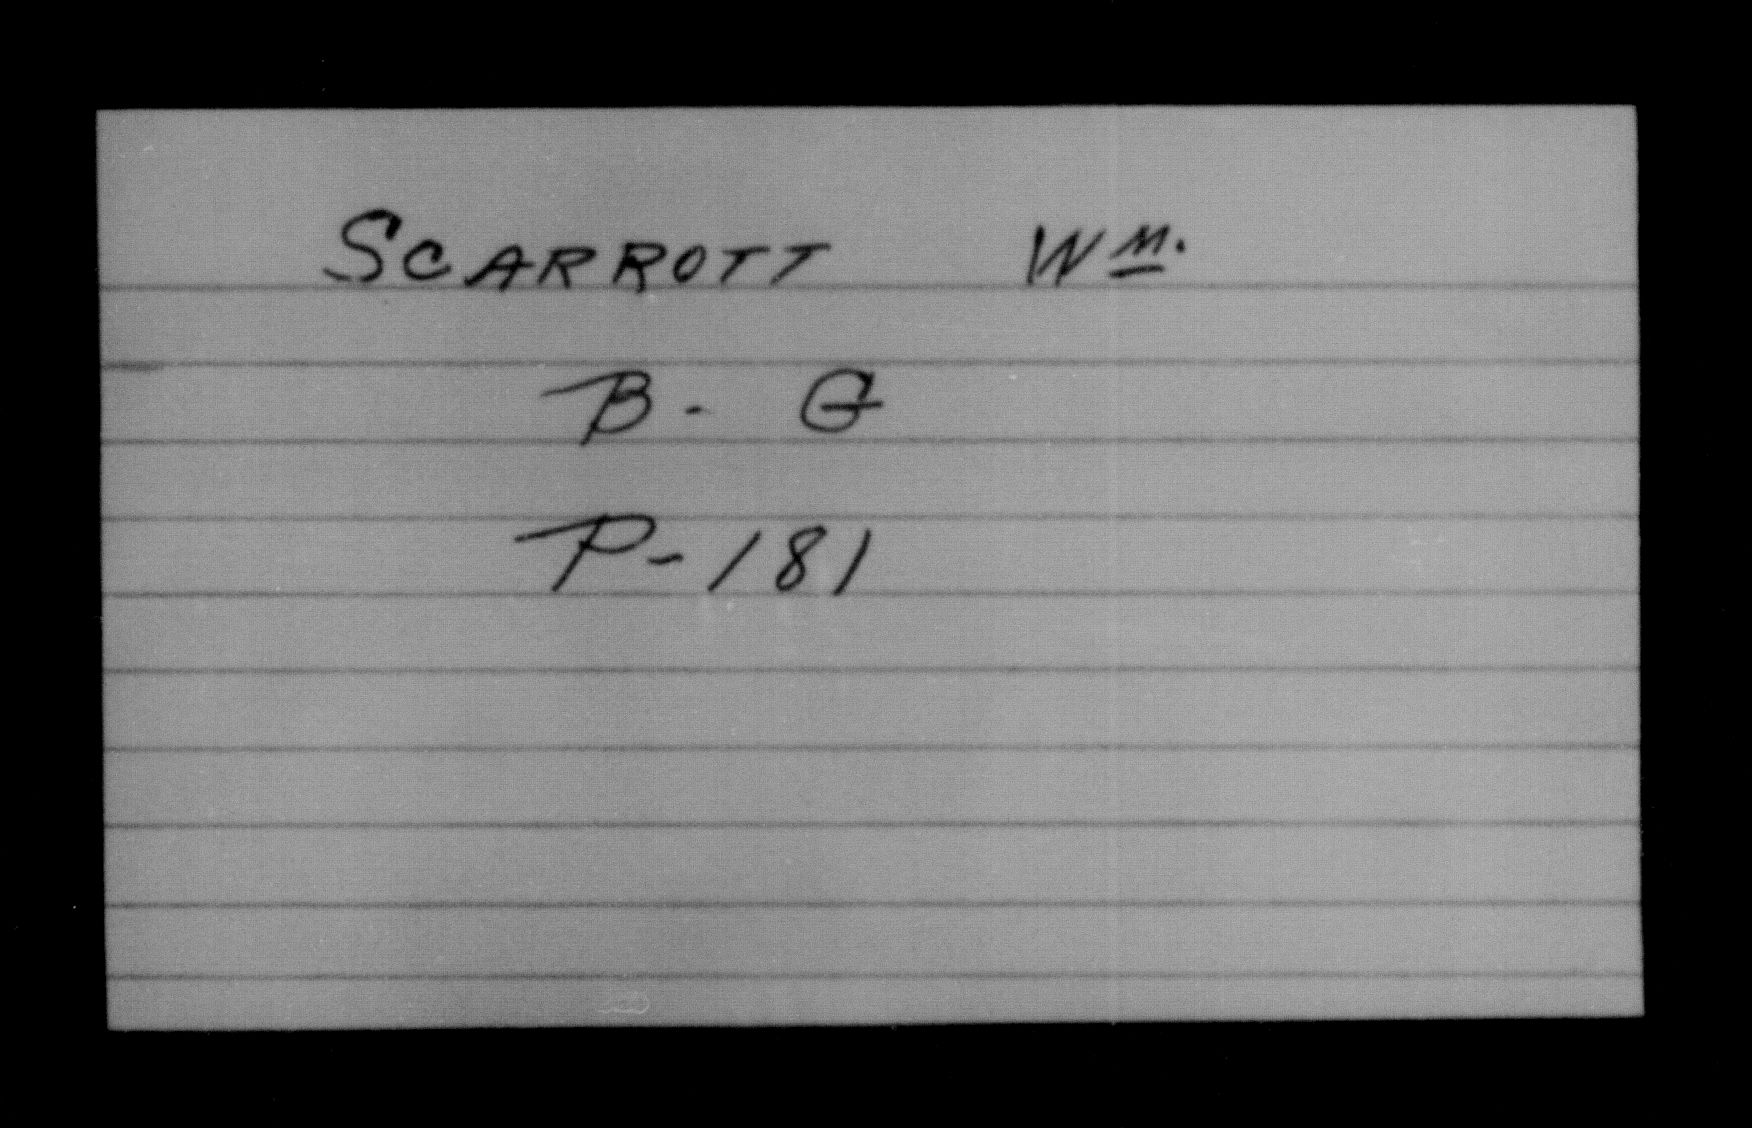 SCARROTT Wm.
B- G
P-181